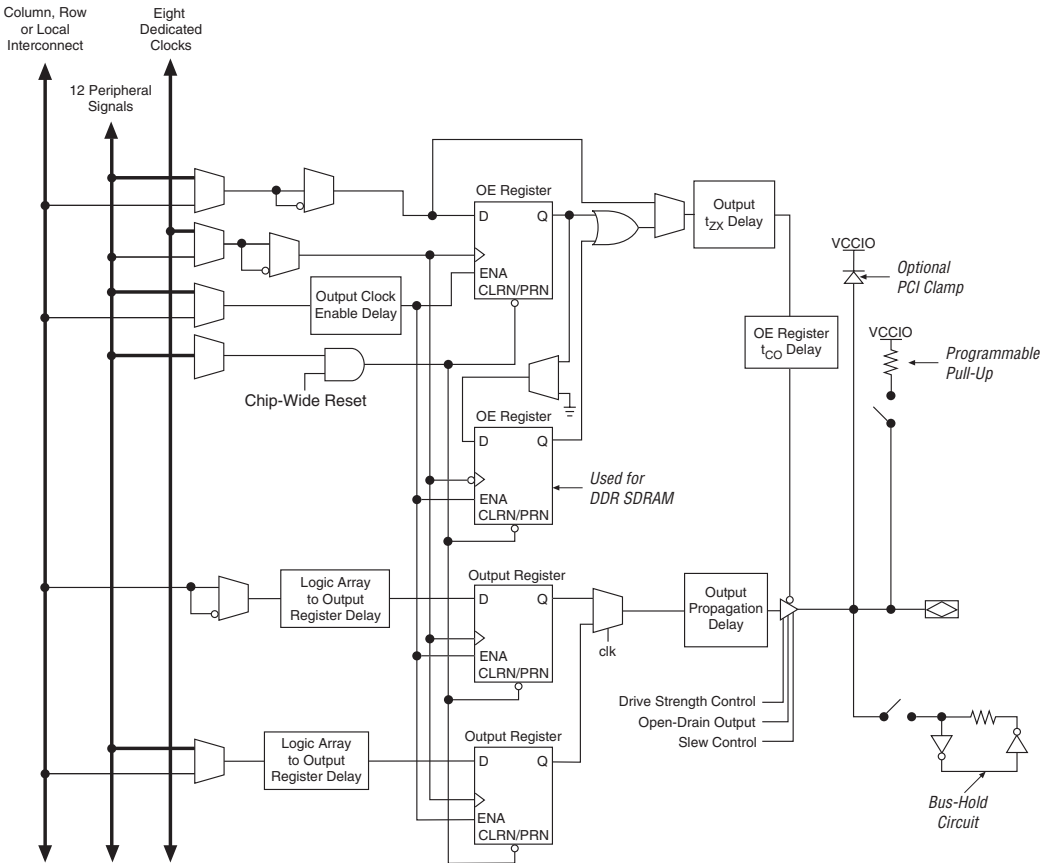 Column, Row
or Local
Interconnect
Eight
Dedicated
Clocks
12 Peripheral
Signals
OE Register
D
Q
ENA
CLRN/PRN
Output
tZX Delay
VCCIO
Optional
PCI Clamp
Output Clock
Enable Delay
OE Register
tCO Delay
VCCIO
Programmable
Pull-Up
Chip-Wide Reset
OE Register
D
Q
ENA
CLRN/PRN
Used for
DDR SDRAM
Logic Array
to Output
Register Delay
Output Register
D
Q
ENA
CLRN/PRN
clk
Output
Propagation
Delay
Drive Strength Control
Open-Drain Output
Slew Control
Logic Array
to Output
Register Delay
Output Register
D
Q
ENA
CLRN/PRN
Bus-Hold
Circuit